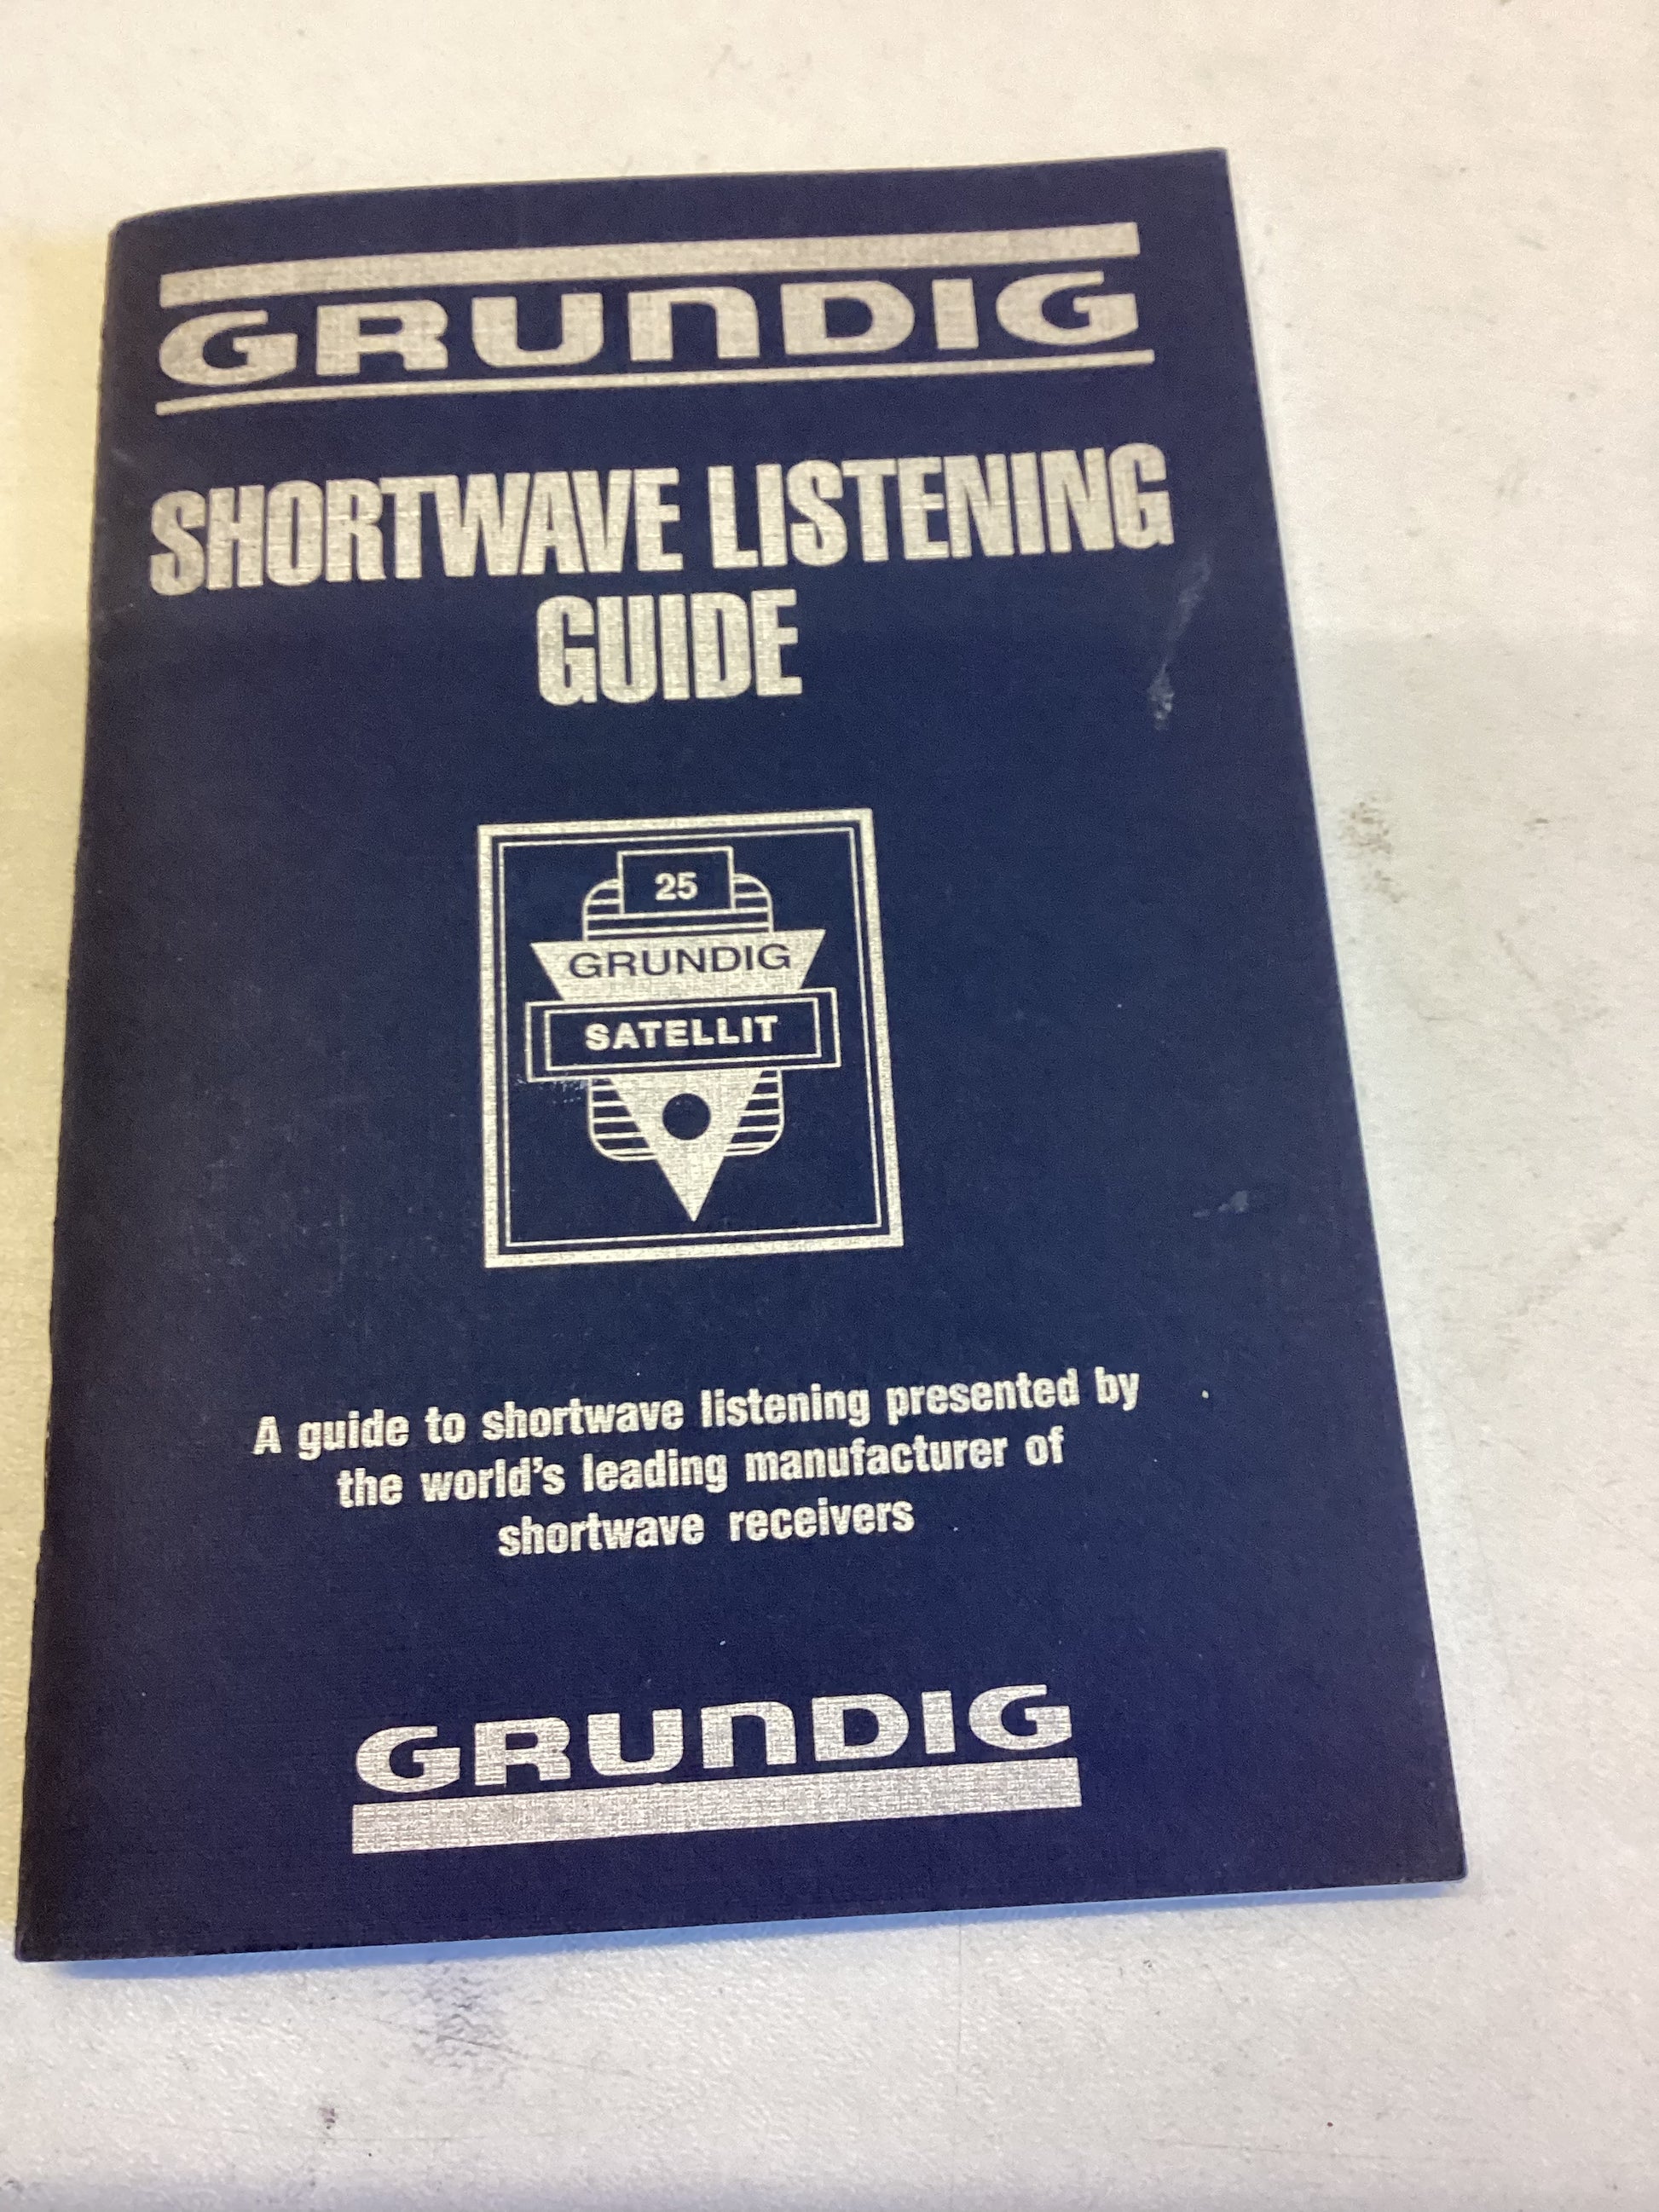 GRUNDIG
SHORTWAVE LISTENING
GUIDE
25
GRUNDIG
SATELLIT
A guide to shortwave listening presented by
the world's leading manufacturer of
shortwave receivers
GRUNDIG